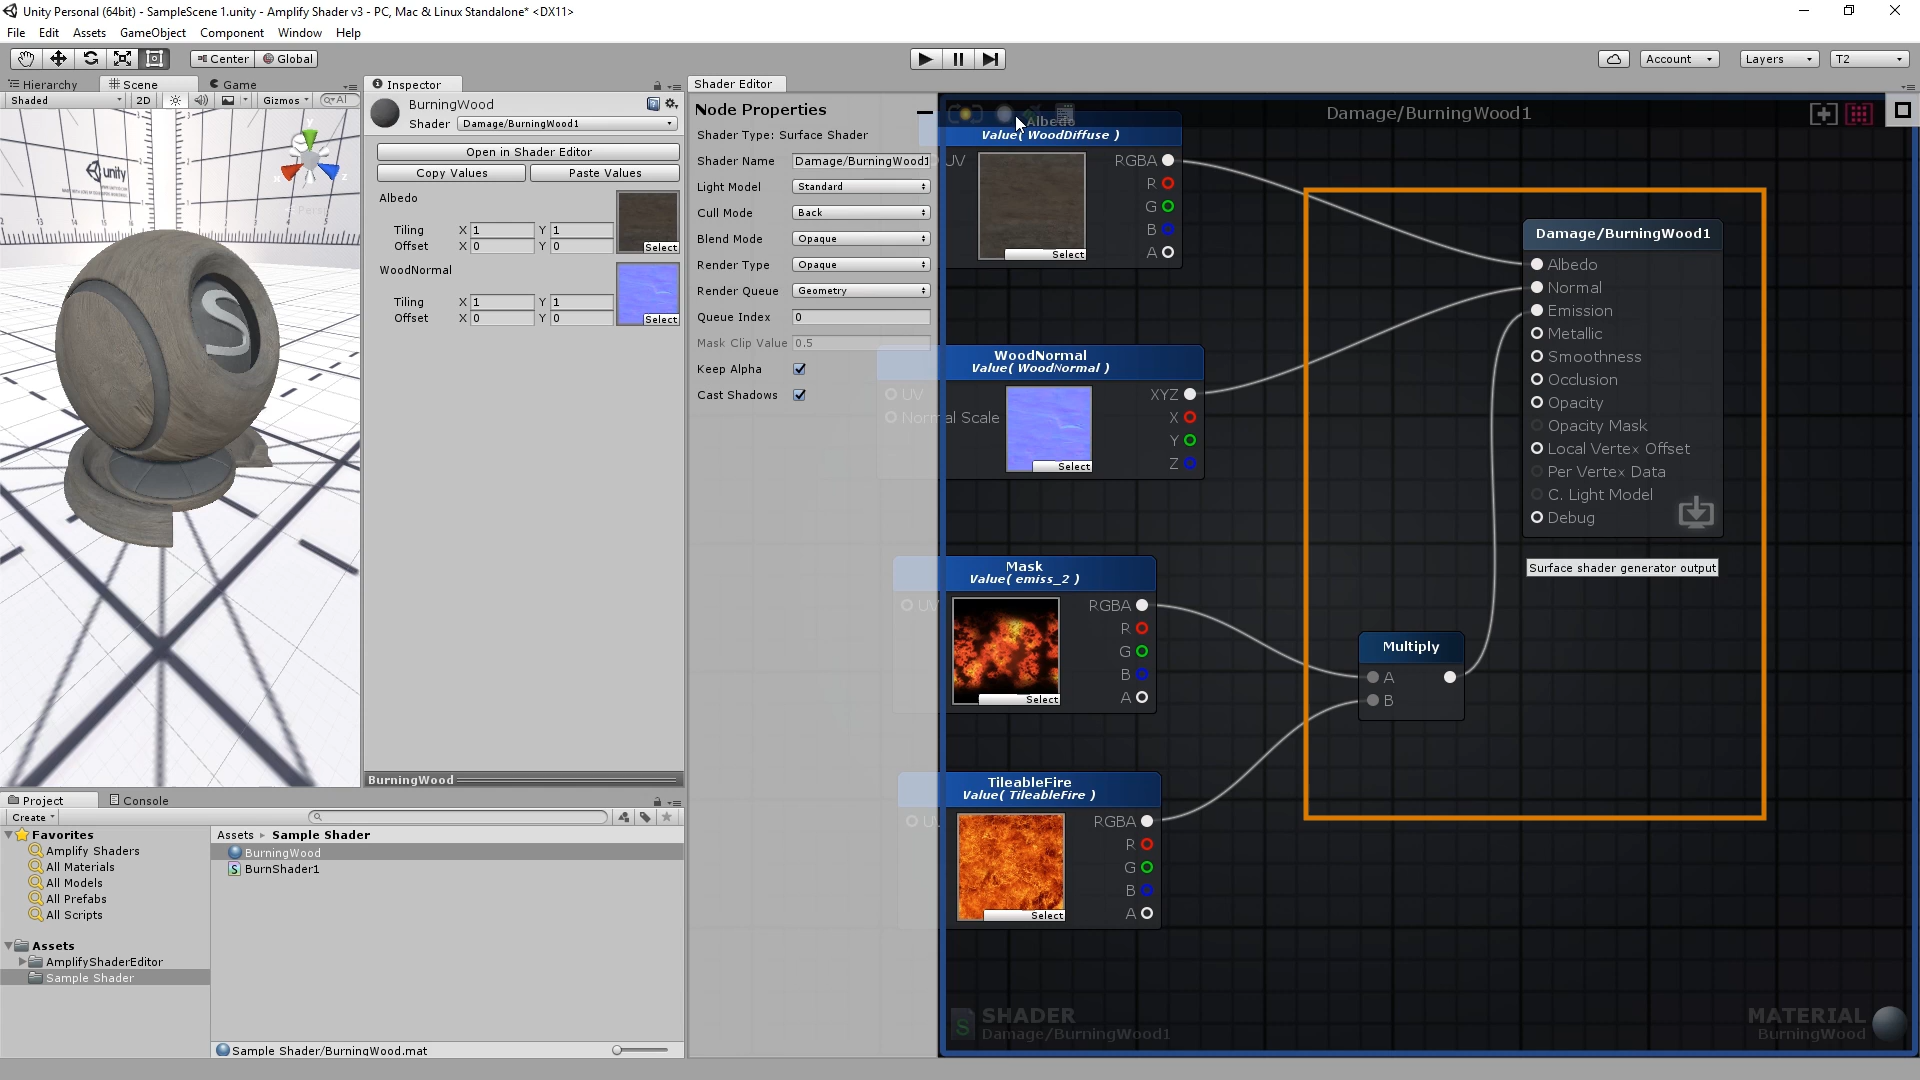 Unity Personal (64bit) - SampleScene 1.unity - Amplify Shader v3 - PC, Mac & Linux Standalone* <DX11>
File Edit Assets GameObject Component Window Help
Center Global
Account Layers T2
Hierarchy Scene Game
Shaded 2D Gizmos All
unity
y
x
z
Persp
Inspector
BurningWood
Shader Damage/BurningWood1
Open in Shader Editor
Copy Values Paste Values
Albedo
Tiling X 1 Y 1
Offset X 0 Y 0
Select
WoodNormal
Tiling X 1 Y 1
Offset X 0 Y 0
Select
BurningWood
Shader Editor
Node Properties
Shader Type: Surface Shader
Shader Name Damage/BurningWood1
Light Model Standard
Cull Mode Back
Blend Mode Opaque
Render Type Opaque
Render Queue Geometry
Queue Index 0
Mask Clip Value 0.5
Keep Alpha
Cast Shadows
Damage/BurningWood1
Albedo
Value( WoodDiffuse )
UV
RGBA
R
G
B
A
Select
WoodNormal
Value( WoodNormal )
UV
Normal Scale
XYZ
X
Y
Z
Select
Mask
Value( emiss_2 )
UV
RGBA
R
G
B
A
Select
TileableFire
Value( TileableFire )
UV
RGBA
R
G
B
A
Select
Multiply
A
B
Damage/BurningWood1
Albedo
Normal
Emission
Metallic
Smoothness
Occlusion
Opacity
Opacity Mask
Local Vertex Offset
Per Vertex Data
C. Light Model
Debug
Surface shader generator output
SHADER
Damage/BurningWood1
MATERIAL
BurningWood
Project Console
Create
Favorites
Amplify Shaders
All Materials
All Models
All Prefabs
All Scripts
Assets
AmplifyShaderEditor
Sample Shader
Assets Sample Shader
BurningWood
BurnShader1
Sample Shader/BurningWood.mat